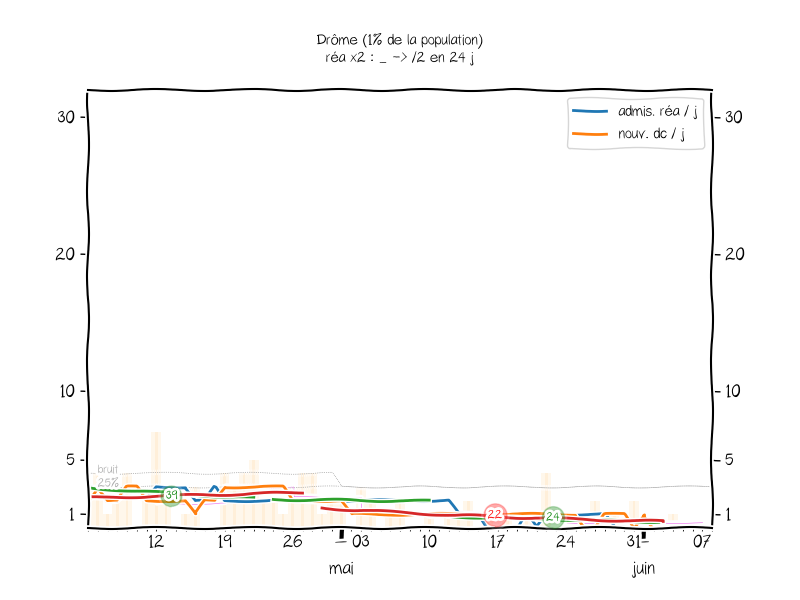 Drôme (1% de la population)
réa x2 : _ -> /2 en 24 j
admis. réa / j
nouv. dc / j
30
30
20
20
10
10
5
5
1
1
bruit
25%
39
22
24
12 19 26 03 10 17 24 31 07
mai juin